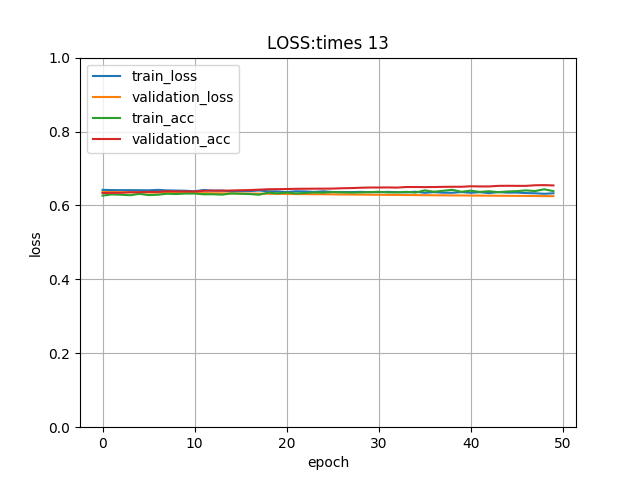 LOSS:times 13
train_loss
validation_loss
train_acc
validation_acc
1.0
0.8
0.6
0.4
0.2
0.0
loss
0 10 20 30 40 50
epoch